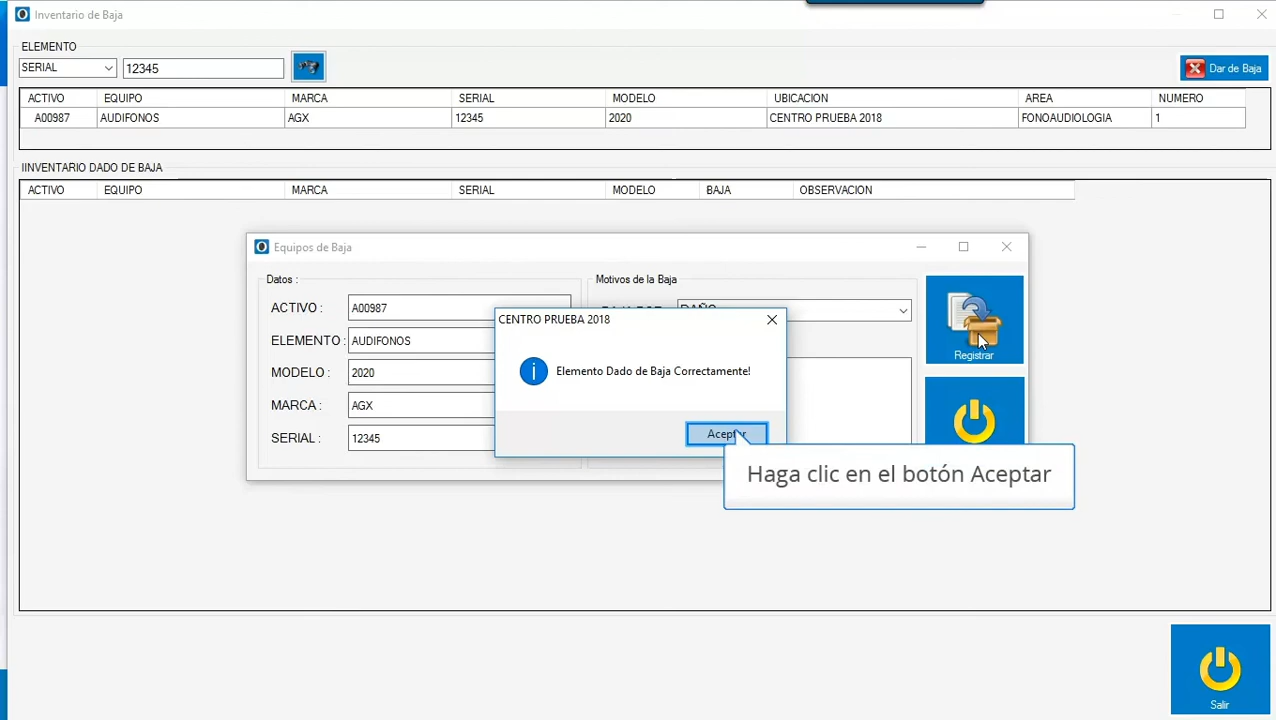 Inventario de Baja
ELEMENTO
SERIAL 12345
Dar de Baja
ACTIVO EQUIPO MARCA SERIAL MODELO UBICACION AREA NUMERO
A00987 AUDIFONOS AGX 12345 2020 CENTRO PRUEBA 2018 FONOAUDIOLOGIA 1
IINVENTARIO DADO DE BAJA
ACTIVO EQUIPO MARCA SERIAL MODELO BAJA OBSERVACION
Equipos de Baja
Datos :
ACTIVO : A00987
ELEMENTO : AUDIFONOS
MODELO : 2020
MARCA : AGX
SERIAL : 12345
Motivos de la Baja
Registrar
CENTRO PRUEBA 2018
Elemento Dado de Baja Correctamente!
Aceptar
Haga clic en el botón Aceptar
Salir